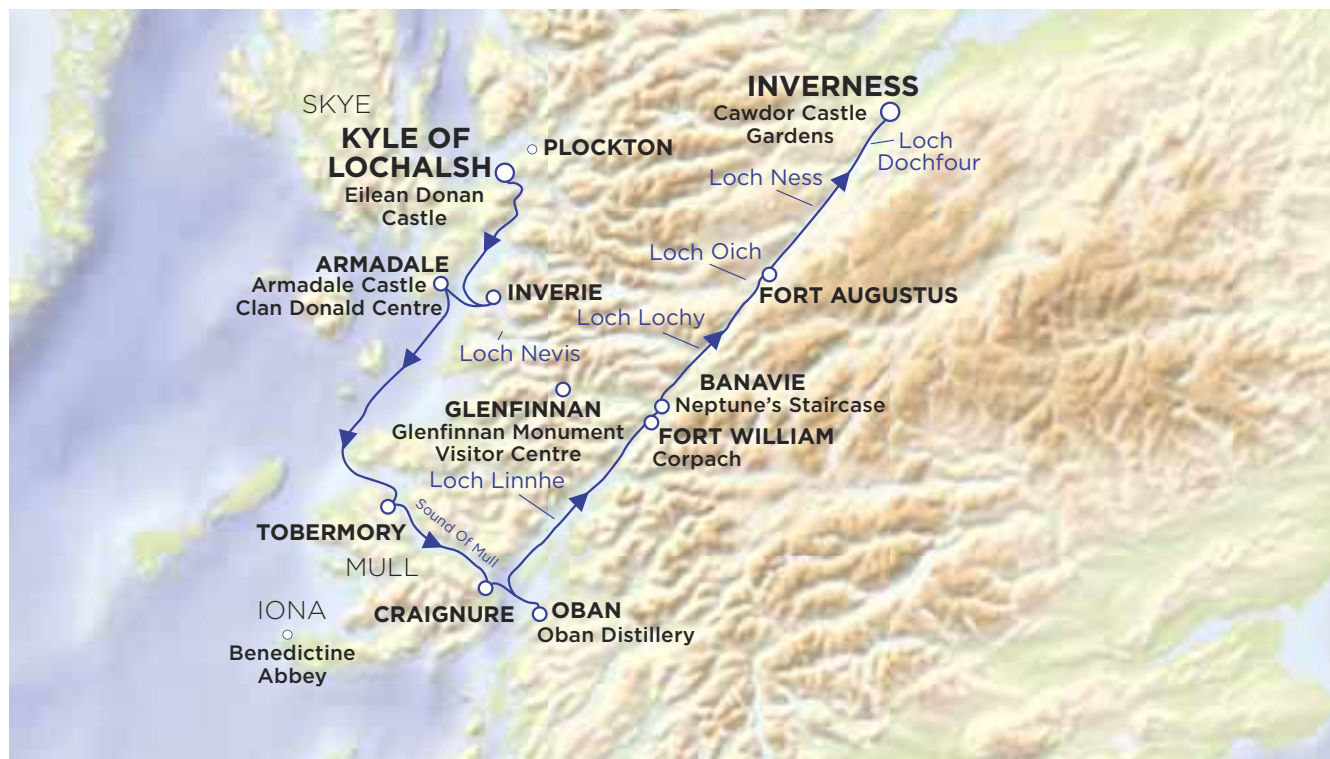 SKYE
KYLE OF
LOCHALSH
Eilean Donan
Castle
PLOCKTON
INVERNESS
Cawdor Castle
Gardens
Loch
Dochfour
Loch Ness
Loch Oich
FORT AUGUSTUS
Loch Lochy
ARMADALE
Armadale Castle
Clan Donald Centre
INVERIE
Loch Nevis
BANAVIE
Neptune's Staircase
GLENFINNAN
Glenfinnan Monument
Visitor Centre
FORT WILLIAM
Corpach
Loch Linnhe
TOBERMORY
Sound Of Mull
MULL
CRAIGNURE
OBAN
Oban Distillery
IONA
Benedictine
Abbey